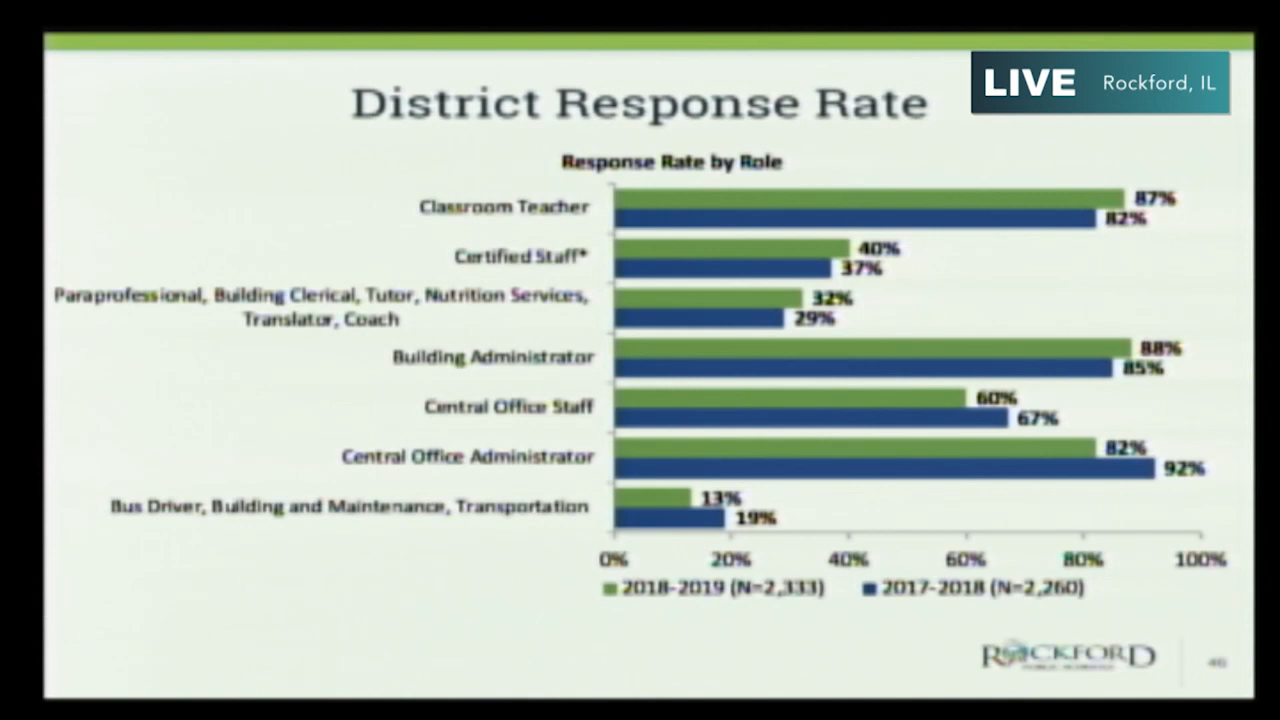 LIVE Rockford, IL
District Response Rate
Response Rate by Role
Classroom Teacher 87%
82%
Certified Staff* 40%
37%
Paraprofessional, Building Clerical, Tutor, Nutrition Services,
Translator, Coach
32%
29%
Building Administrator 88%
85%
Central Office Staff 60%
67%
Central Office Administrator 82%
92%
Bus Driver, Building and Maintenance, Transportation 13%
19%
0% 20% 40% 60% 80% 100%
2018-2019 (N=2,333) 2017-2018 (N=2,260)
ROCKFORD
PUBLIC SCHOOLS